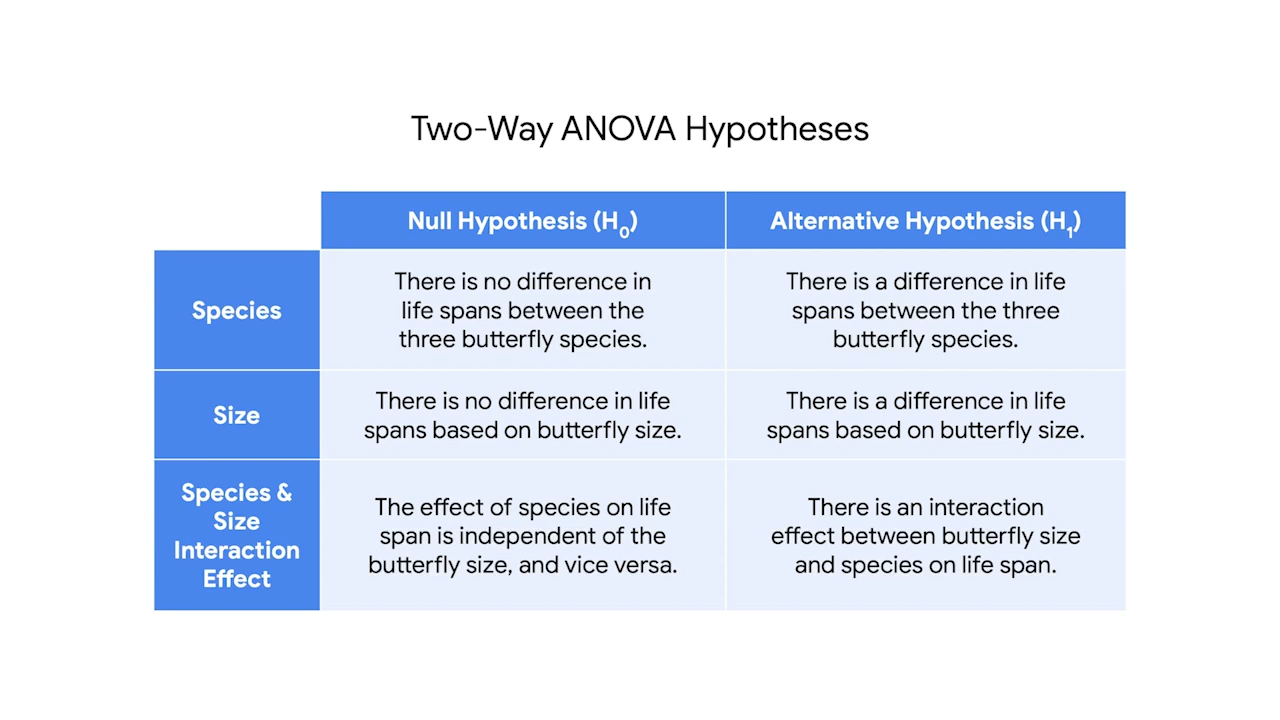 Two-Way ANOVA Hypotheses
Null Hypothesis (H₀)
Alternative Hypothesis (H₁)
Species
There is no difference in
life spans between the
three butterfly species.
There is a difference in life
spans between the three
butterfly species.
Size
There is no difference in life
spans based on butterfly size.
There is a difference in life
spans based on butterfly size.
Species &
Size
Interaction
Effect
The effect of species on life
span is independent of the
butterfly size, and vice versa.
There is an interaction
effect between butterfly size
and species on life span.